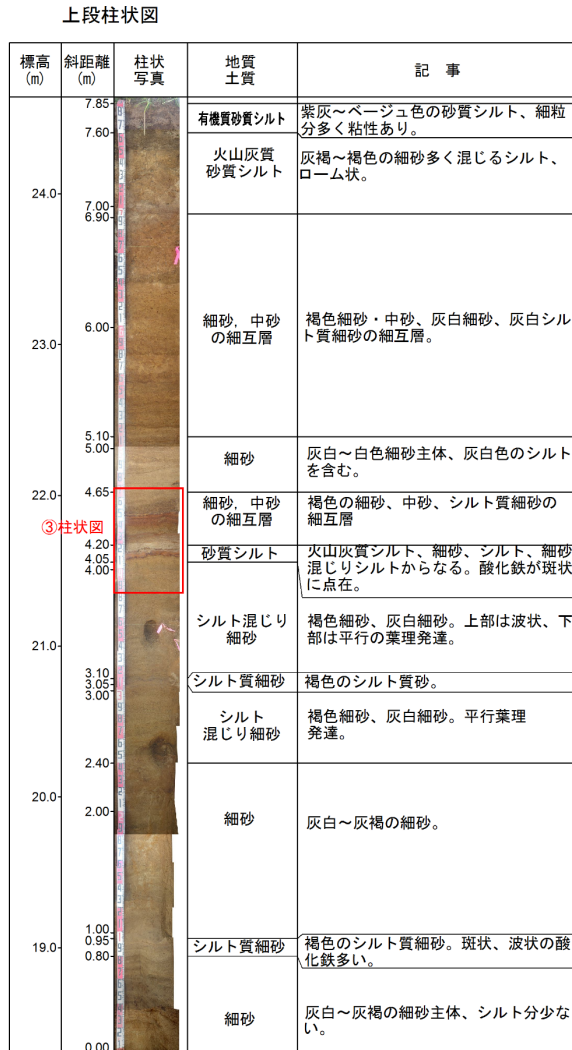 上段柱状図
標高
(m)
斜距離
(m)
柱状
写真
地質
土質
記 事
7.85
有機質砂質シルト
紫灰～ベージュ色の砂質シルト、細粒
分多く粘性あり。
7.60
火山灰質
砂質シルト
灰褐～褐色の細砂多く混じるシルト、
ローム状。
24.0
7.00
6.90
細砂，中砂
の細互層
褐色細砂・中砂、灰白細砂、灰白シル
ト質細砂の細互層。
6.00
23.0
5.10
5.00
細砂
灰白～白色細砂主体、灰白色のシルト
を含む。
22.0
4.65
細砂，中砂
の細互層
褐色の細砂、中砂、シルト質細砂の
細互層
③柱状図
4.20
4.05
4.00
砂質シルト
火山灰質シルト、細砂、シルト、細砂
混じりシルトからなる。酸化鉄が斑状
に点在。
シルト混じり
細砂
褐色細砂、灰白細砂。上部は波状、下
部は平行の葉理発達。
21.0
3.10
3.05
3.00
シルト質細砂
褐色のシルト質砂。
シルト
混じり細砂
褐色細砂、灰白細砂。平行葉理
発達。
2.40
20.0
2.00
細砂
灰白～灰褐の細砂。
1.00
0.95
0.80
19.0
シルト質細砂
褐色のシルト質細砂。斑状、波状の酸
化鉄多い。
細砂
灰白～灰褐の細砂主体、シルト分少な
い。
0.00